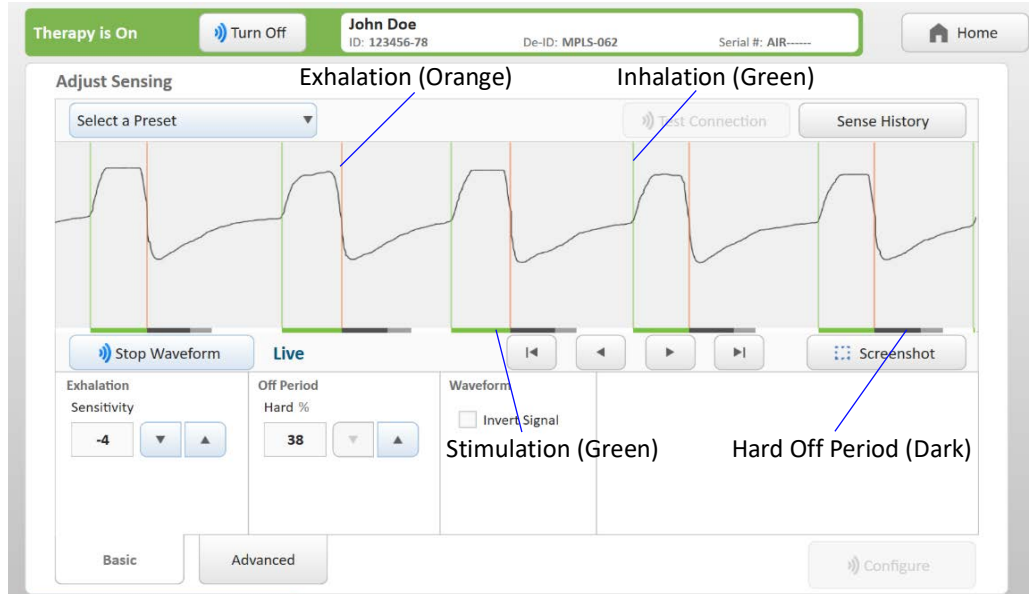 Therapy is On
Turn Off
John Doe
ID: 123456-78 De-ID: MPLS-062 Serial #: AIR------
Home
Adjust Sensing
Exhalation (Orange) Inhalation (Green)
Select a Preset
Test Connection
Sense History
Stop Waveform
Live
Screenshot
Exhalation
Sensitivity
-4
Off Period
Hard %
38
Waveform
Invert Signal
Stimulation (Green) Hard Off Period (Dark)
Basic
Advanced
Configure